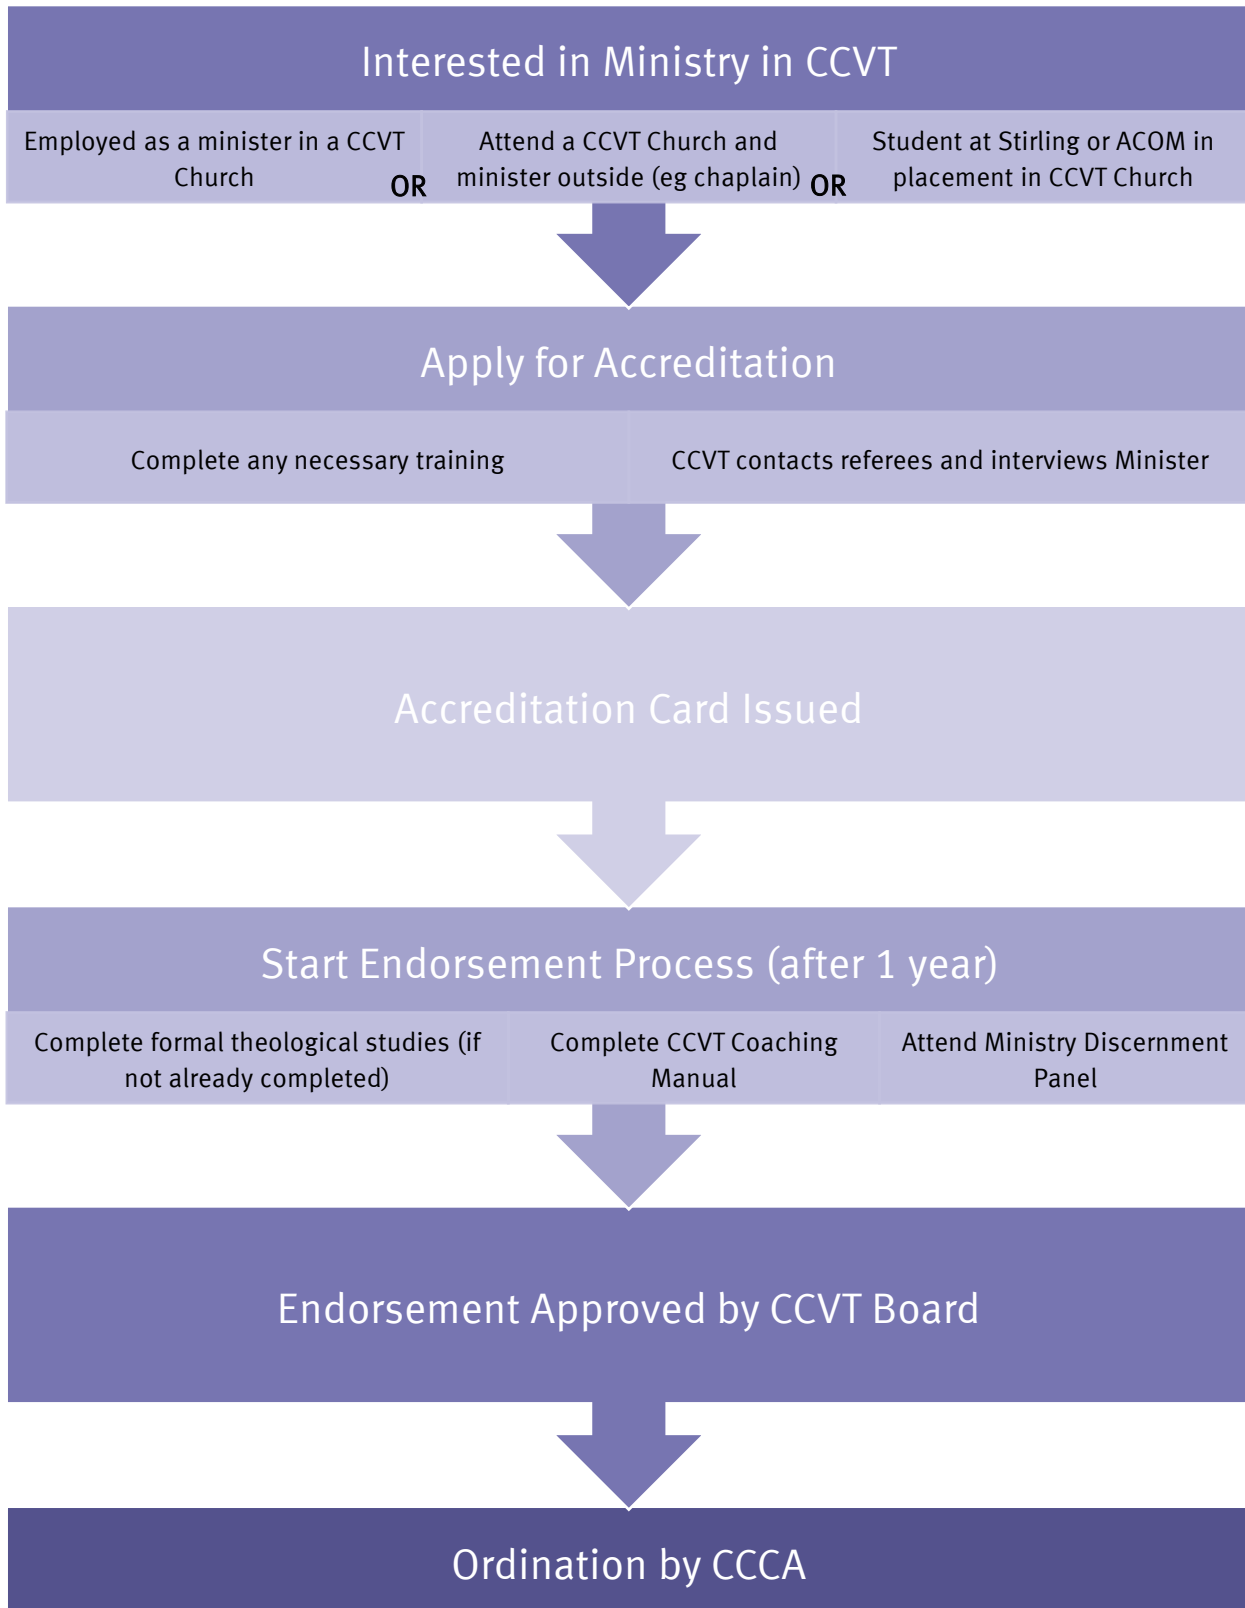 Interested in Ministry in CCVT
Employed as a minister in a CCVT
Church
OR
Attend a CCVT Church and
minister outside (eg chaplain)
OR
Student at Stirling or ACOM in
placement in CCVT Church
Apply for Accreditation
Complete any necessary training
CCVT contacts referees and interviews Minister
Accreditation Card Issued
Start Endorsement Process (after 1 year)
Complete formal theological studies (if
not already completed)
Complete CCVT Coaching
Manual
Attend Ministry Discernment
Panel
Endorsement Approved by CCVT Board
Ordination by CCCA